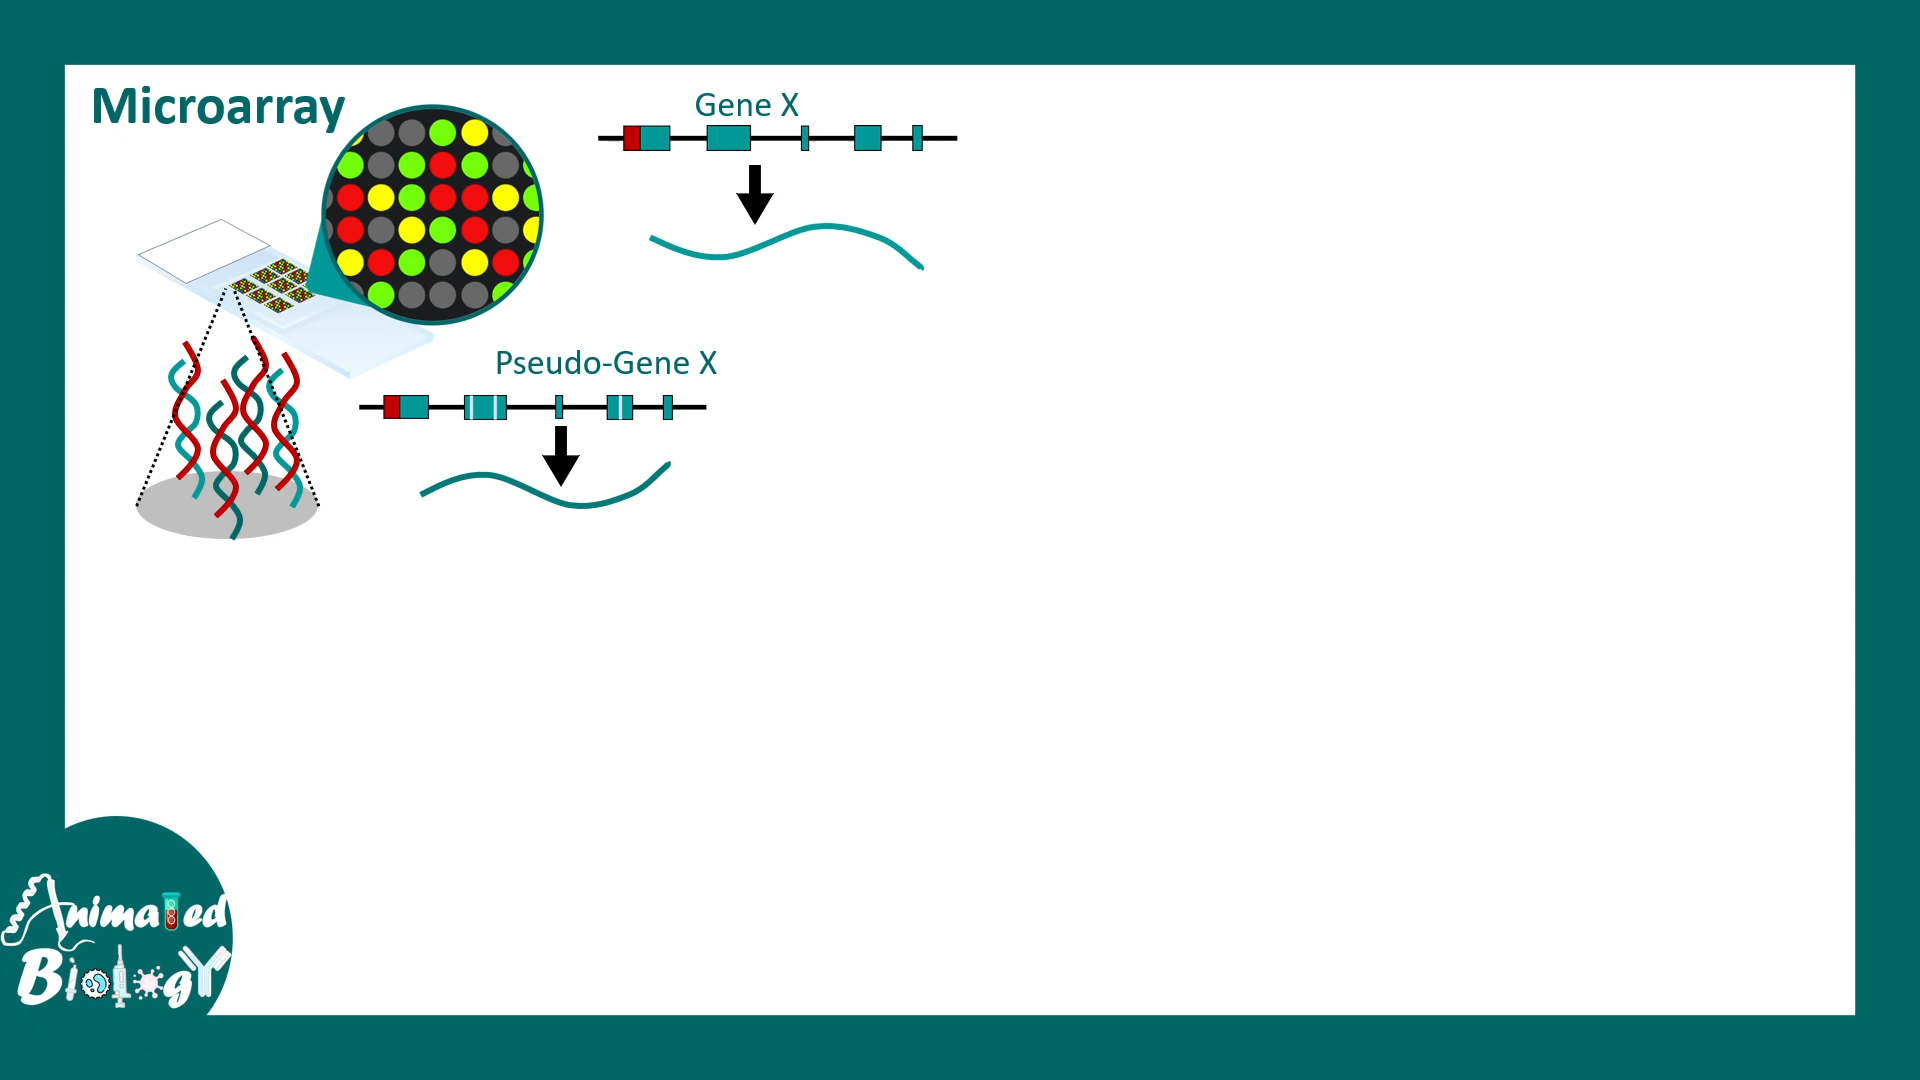 Microarray
Gene X
Pseudo-Gene X
Animated
Biology